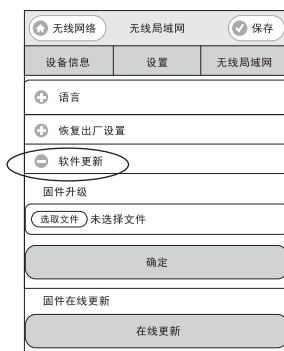 无线网络 无线局域网 保存
设备信息 设置 无线局域网
语言
恢复出厂设置
软件更新
固件升级
选取文件 未选择文件
确定
固件在线更新
在线更新